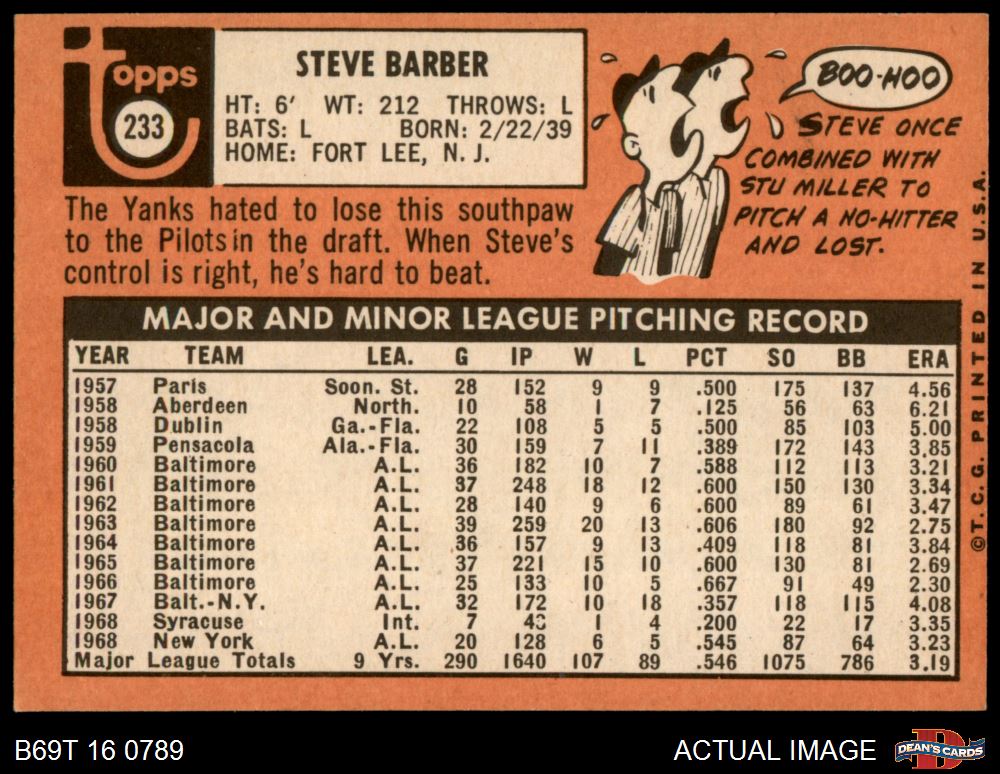 Topps
233
STEVE BARBER
HT: 6' WT: 212 THROWS: L
BATS: L BORN: 2/22/39
HOME: FORT LEE, N. J.
The Yanks hated to lose this southpaw
to the Pilots in the draft. When Steve's
control is right, he's hard to beat.
BOO-HOO
STEVE ONCE
COMBINED WITH
STU MILLER TO
PITCH A NO-HITTER
AND LOST.
MAJOR AND MINOR LEAGUE PITCHING RECORD
YEAR TEAM LEA. G IP W L PCT SO BB ERA
1957 Paris Soon. St. 28 152 9 9 .500 175 137 4.56
1958 Aberdeen North. 10 58 1 7 .125 56 63 6.21
1958 Dublin Ga.-Fla. 22 108 5 5 .500 85 103 5.00
1959 Pensacola Ala.-Fla. 30 159 7 11 .389 172 143 3.85
1960 Baltimore A.L. 36 182 10 7 .588 112 113 3.21
1961 Baltimore A.L. 37 248 18 12 .600 150 130 3.34
1962 Baltimore A.L. 28 140 9 6 .600 89 61 3.47
1963 Baltimore A.L. 39 259 20 13 .606 180 92 2.75
1964 Baltimore A.L. 36 157 9 13 .409 118 81 3.84
1965 Baltimore A.L. 37 221 15 10 .600 130 81 2.69
1966 Baltimore A.L. 25 133 10 5 .667 91 49 2.30
1967 Balt.-N.Y. A.L. 32 172 10 18 .357 118 115 4.08
1968 Syracuse Int. 7 43 1 4 .200 22 17 3.35
1968 New York A.L. 20 128 6 5 .545 87 64 3.23
Major League Totals 9 Yrs. 290 1640 107 89 .546 1075 786 3.19
©T.C.G. PRINTED IN U.S.A.
B69T 16 0789
ACTUAL IMAGE
D
DEAN'S CARDS